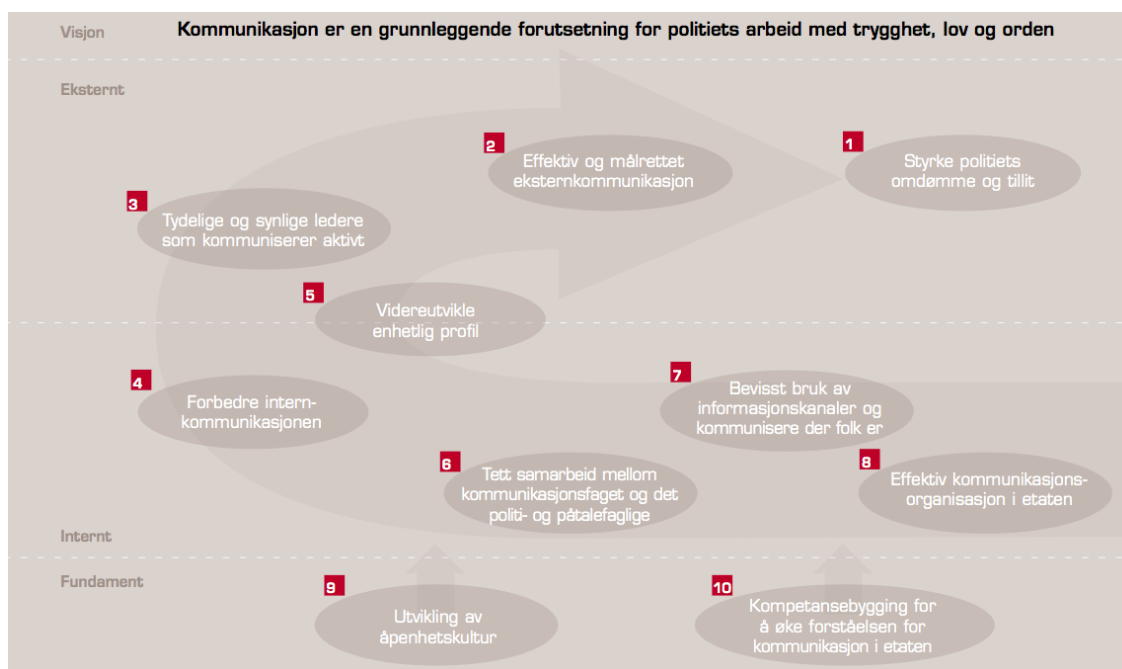 Visjon
Kommunikasjon er en grunnleggende forutsetning for politiets arbeid med trygghet, lov og orden
Eksternt
2
Effektiv og målrettet
eksternkommunikasjon
1
Styrke politiets
omdømme og tillit
3
Tydelige og synlige ledere
som kommuniserer aktivt
5
Videreutvikle
enhetlig profil
4
Forbedre intern-
kommunikasjonen
7
Bevisst bruk av
informasjonskanaler og
kommunisere der folk er
6
Tett samarbeid mellom
kommunikasjonsfaget og det
politi- og påtalefaglige
8
Effektiv kommunikasjons-
organisasjon i etaten
Internt
Fundament
9
Utvikling av
åpenhetskultur
10
Kompetansebygging for
å øke forståelsen for
kommunikasjon i etaten